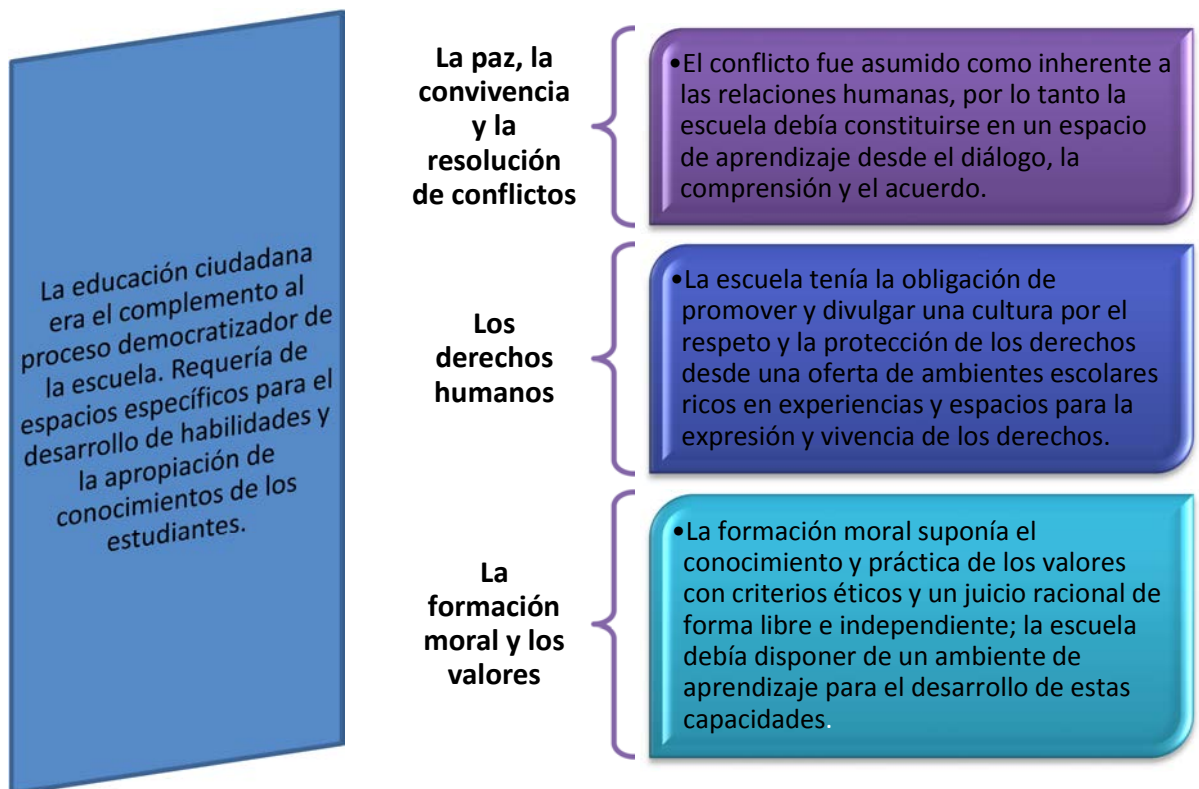 La educación ciudadana
era el complemento al
proceso democratizador de
la escuela. Requería de
espacios específicos para el
desarrollo de habilidades y
la apropiación de
conocimientos de los
estudiantes.
La paz, la
convivencia
y la
resolución
de conflictos
•El conflicto fue asumido como inherente a
las relaciones humanas, por lo tanto la
escuela debía constituirse en un espacio
de aprendizaje desde el diálogo, la
comprensión y el acuerdo.
Los
derechos
humanos
•La escuela tenía la obligación de
promover y divulgar una cultura por el
respeto y la protección de los derechos
desde una oferta de ambientes escolares
ricos en experiencias y espacios para la
expresión y vivencia de los derechos.
La
formación
moral y los
valores
•La formación moral suponía el
conocimiento y práctica de los valores
con criterios éticos y un juicio racional de
forma libre e independiente; la escuela
debía disponer de un ambiente de
aprendizaje para el desarrollo de estas
capacidades.